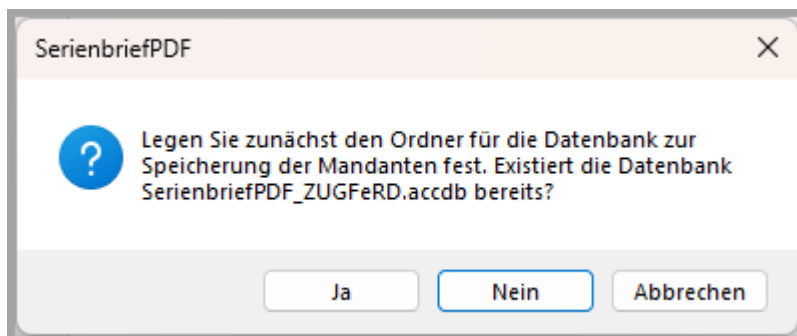 SerienbriefPDF
Legen Sie zunächst den Ordner für die Datenbank zur
Speicherung der Mandanten fest. Existiert die Datenbank
SerienbriefPDF_ZUGFeRD.accdb bereits?
Ja
Nein
Abbrechen